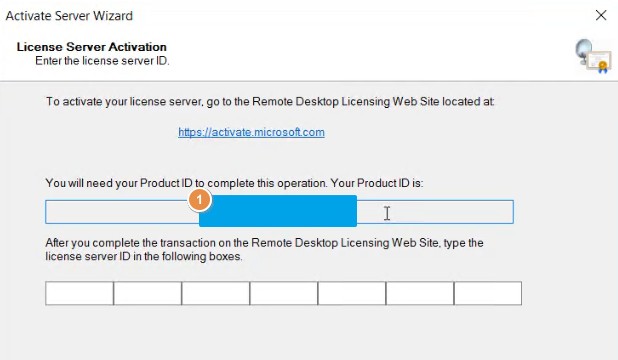 Activate Server Wizard
License Server Activation
Enter the license server ID.
To activate your license server, go to the Remote Desktop Licensing Web Site located at:
https://activate.microsoft.com
You will need your Product ID to complete this operation. Your Product ID is:
1
After you complete the transaction on the Remote Desktop Licensing Web Site, type the
license server ID in the following boxes.